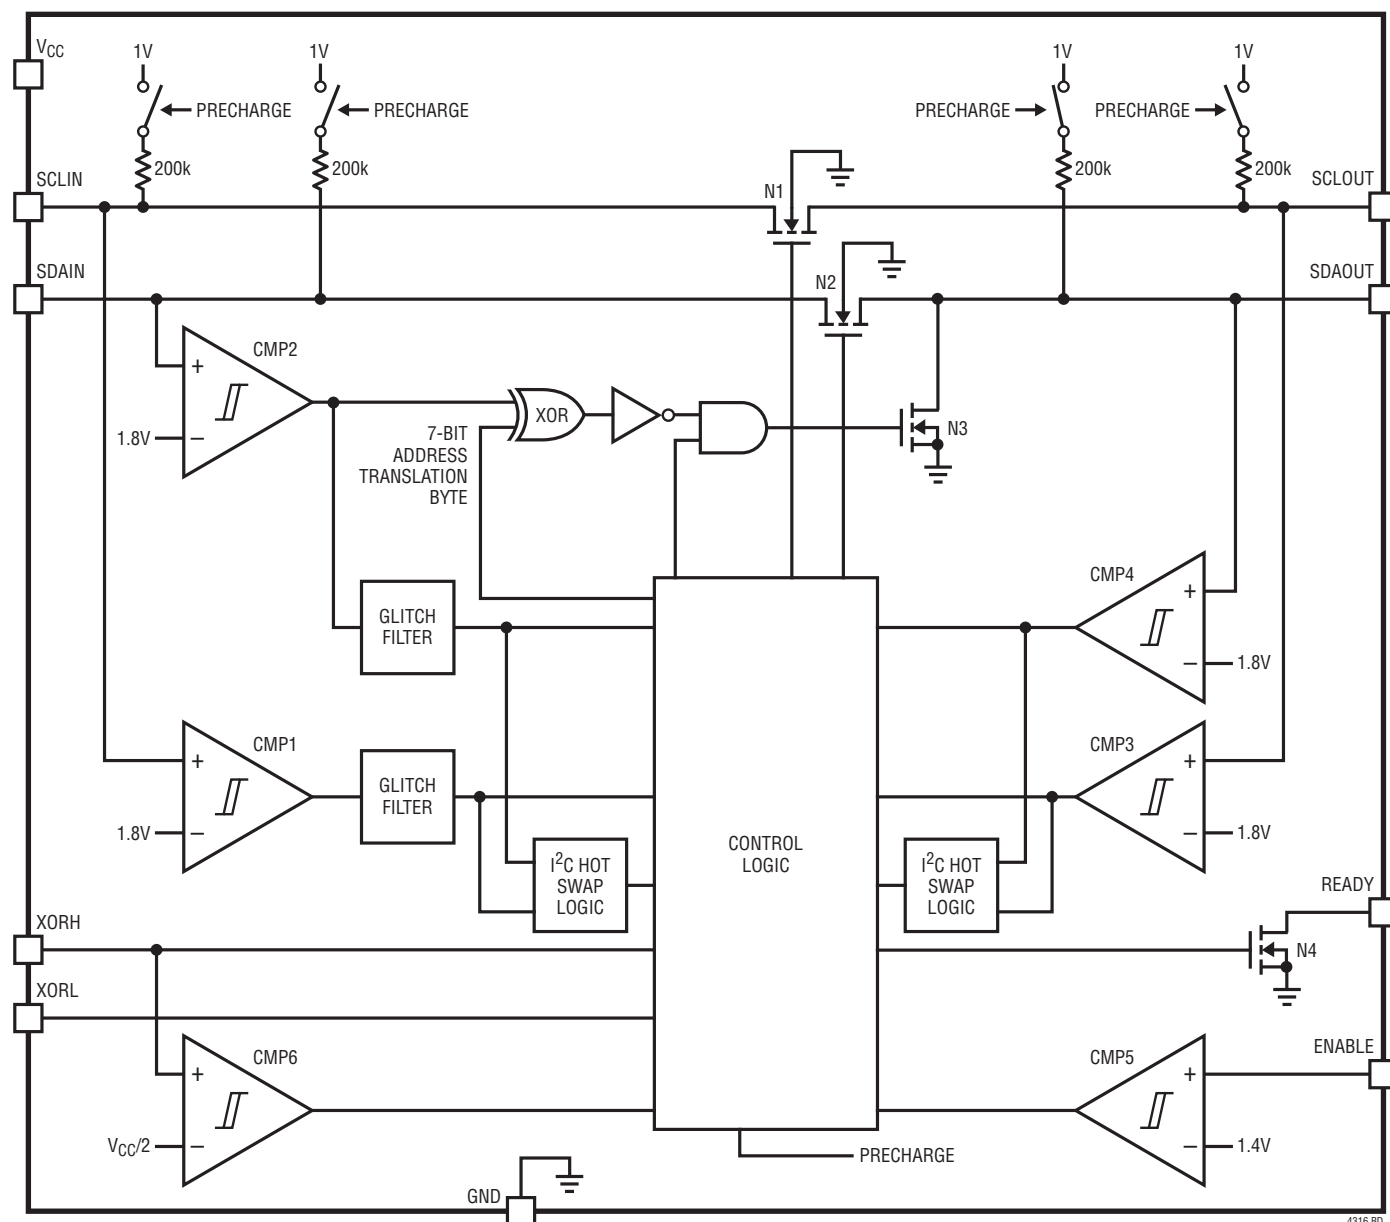 VCC
1V
1V
1V
1V
PRECHARGE
PRECHARGE
PRECHARGE
PRECHARGE
200k
200k
200k
200k
SCLIN
N1
SCLOUT
SDAIN
N2
SDAOUT
CMP2
+
1.8V
–
XOR
7-BIT
ADDRESS
TRANSLATION
BYTE
N3
GLITCH
FILTER
CMP4
+
–
1.8V
CMP1
+
1.8V
–
GLITCH
FILTER
CMP3
+
–
1.8V
CONTROL
LOGIC
I2C HOT
SWAP
LOGIC
I2C HOT
SWAP
LOGIC
READY
XORH
N4
XORL
CMP6
+
VCC/2
–
CMP5
ENABLE
+
–
1.4V
PRECHARGE
GND
4316 BD